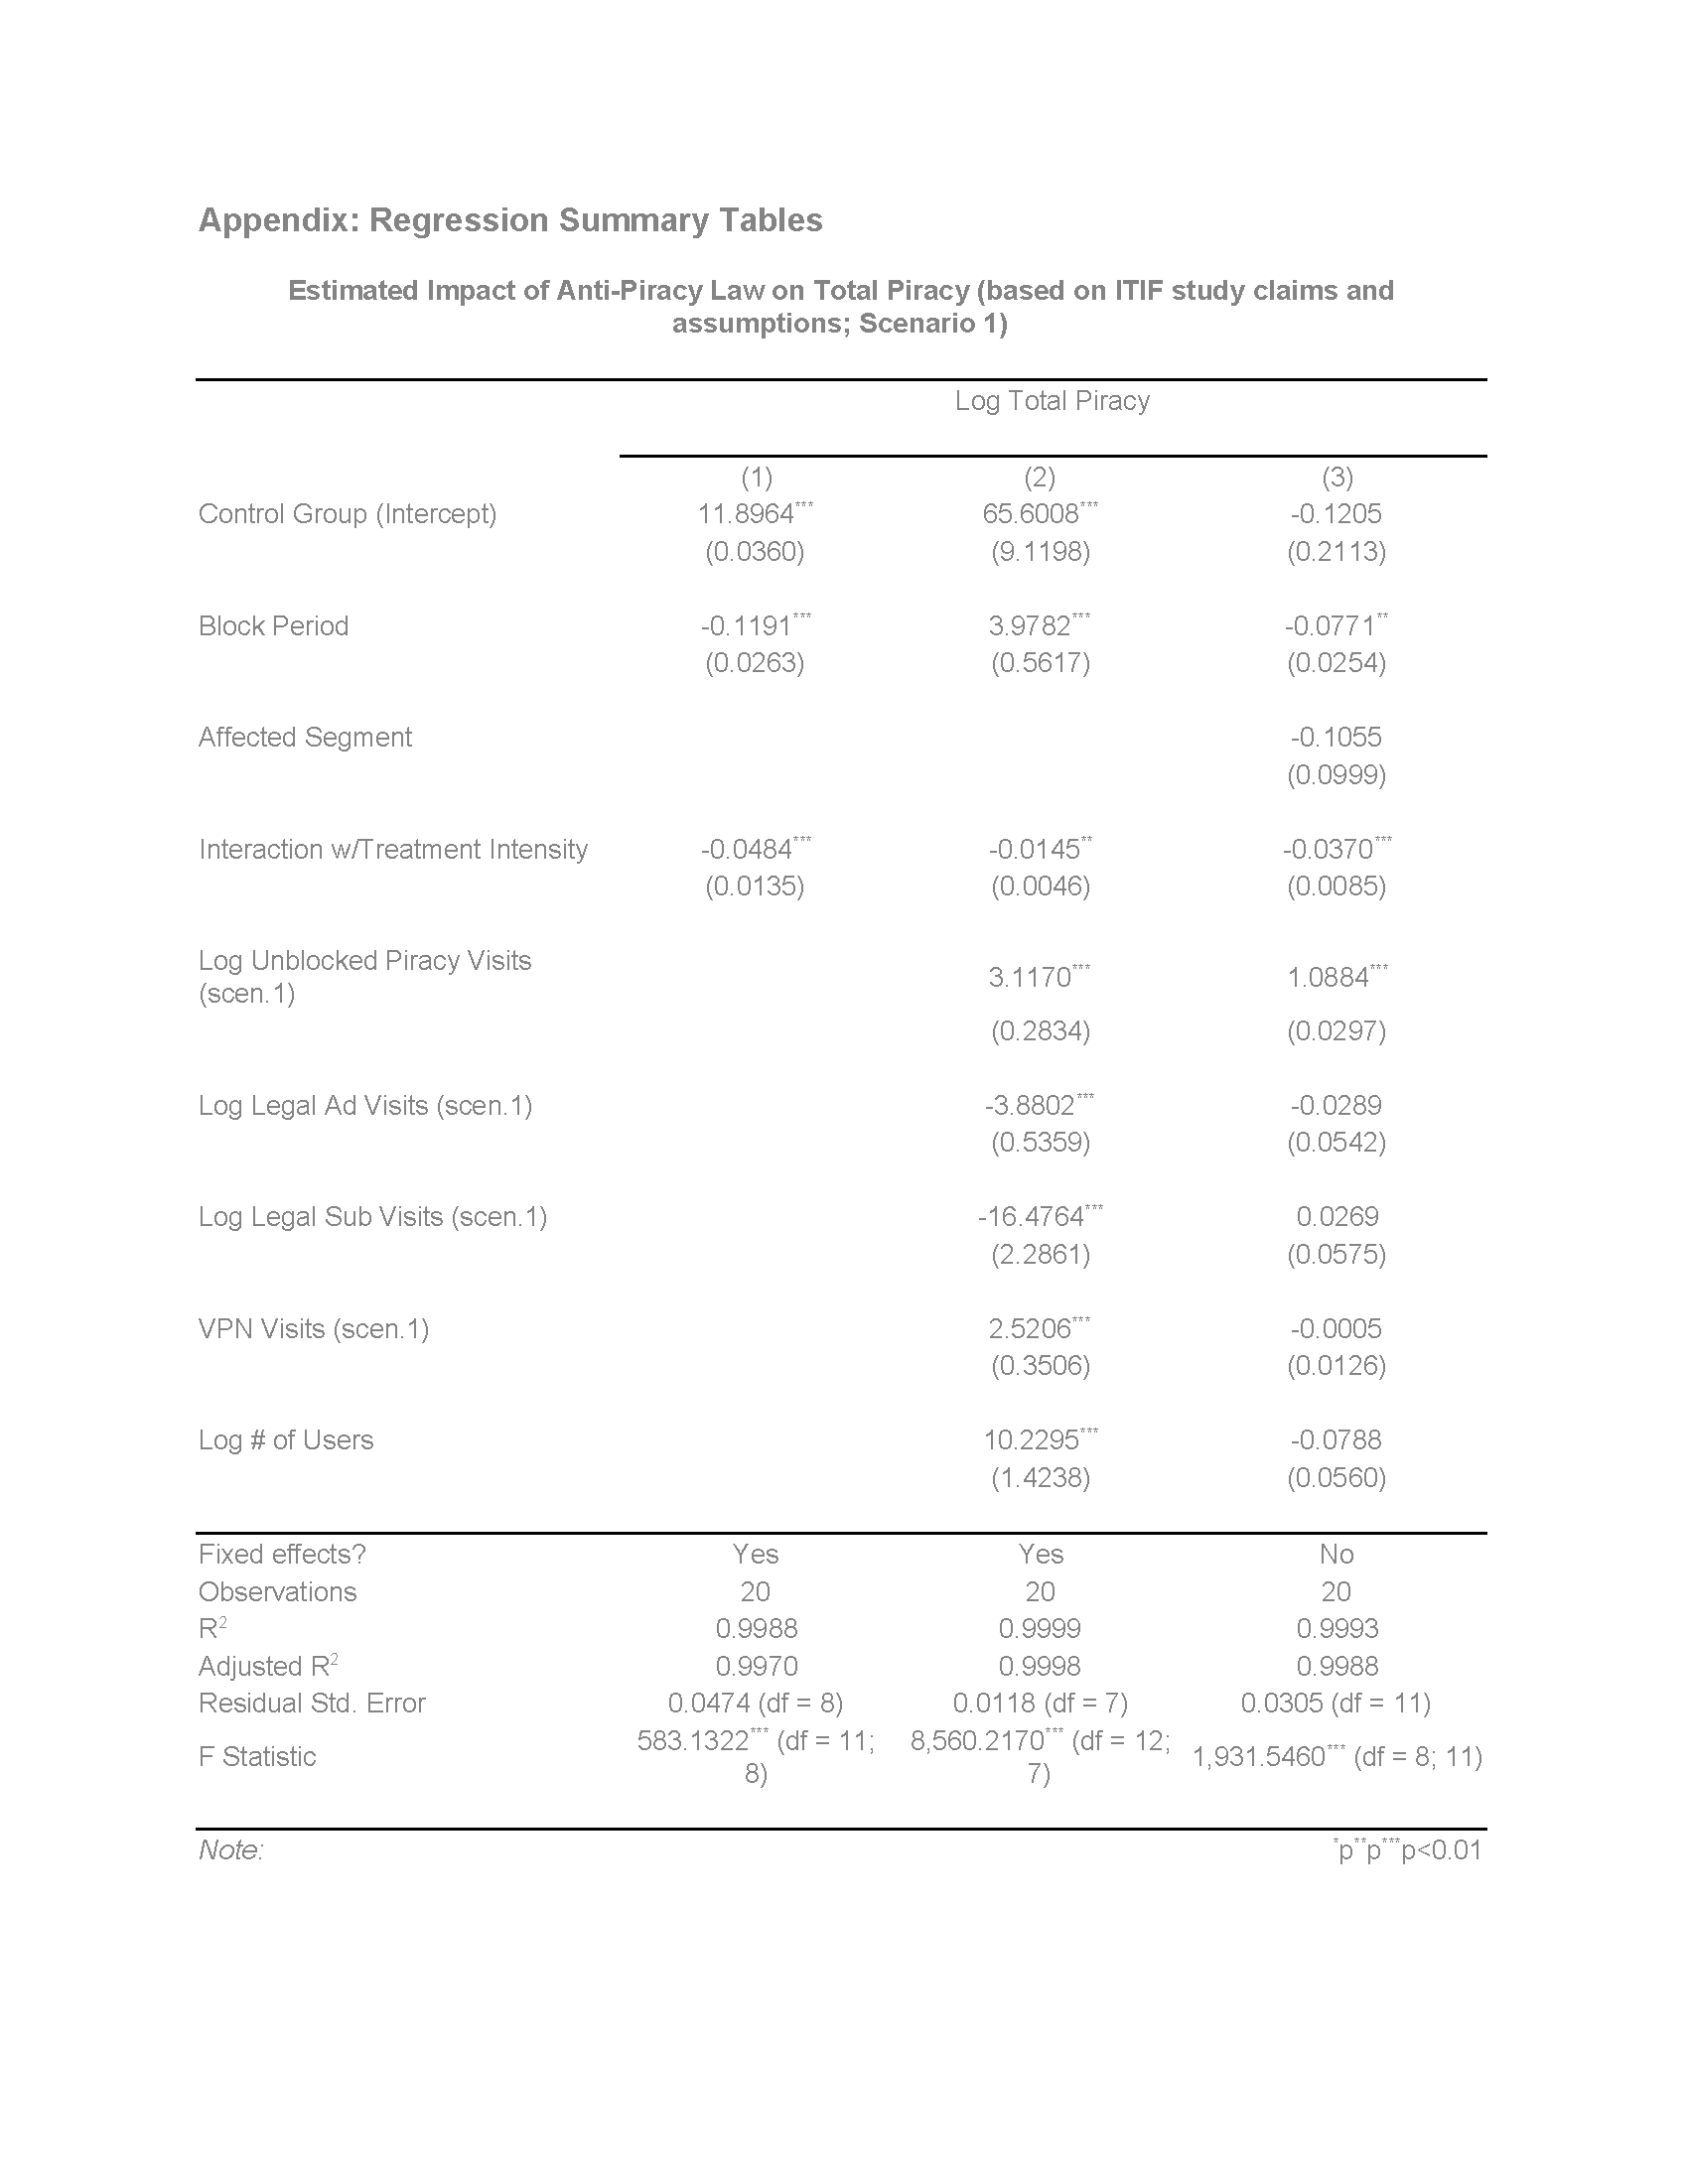 Appendix: Regression Summary Tables
Estimated Impact of Anti-Piracy Law on Total Piracy (based on ITIF study claims and
assumptions; Scenario 1)
Log Total Piracy
(1) (2) (3)
Control Group (Intercept) 11.8964*** 65.6008*** -0.1205
(0.0360) (9.1198) (0.2113)
Block Period -0.1191*** 3.9782*** -0.0771**
(0.0263) (0.5617) (0.0254)
Affected Segment -0.1055
(0.0999)
Interaction w/Treatment Intensity -0.0484*** -0.0145** -0.0370***
(0.0135) (0.0046) (0.0085)
Log Unblocked Piracy Visits
(scen.1) 3.1170*** 1.0884***
(0.2834) (0.0297)
Log Legal Ad Visits (scen.1) -3.8802*** -0.0289
(0.5359) (0.0542)
Log Legal Sub Visits (scen.1) -16.4764*** 0.0269
(2.2861) (0.0575)
VPN Visits (scen.1) 2.5206*** -0.0005
(0.3506) (0.0126)
Log # of Users 10.2295*** -0.0788
(1.4238) (0.0560)
Fixed effects? Yes Yes No
Observations 20 20 20
R2 0.9988 0.9999 0.9993
Adjusted R2 0.9970 0.9998 0.9988
Residual Std. Error 0.0474 (df = 8) 0.0118 (df = 7) 0.0305 (df = 11)
F Statistic 583.1322*** (df = 11; 8) 8,560.2170*** (df = 12; 7) 1,931.5460*** (df = 8; 11)
Note: *p**p***p<0.01